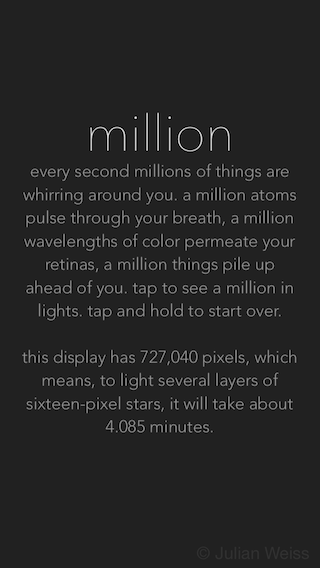 million
every second millions of things are
whirring around you. a million atoms
pulse through your breath, a million
wavelengths of color permeate your
retinas, a million things pile up
ahead of you. tap to see a million in
lights. tap and hold to start over.
this display has 727,040 pixels, which
means, to light several layers of
sixteen-pixel stars, it will take about
4.085 minutes.
© Julian Weiss